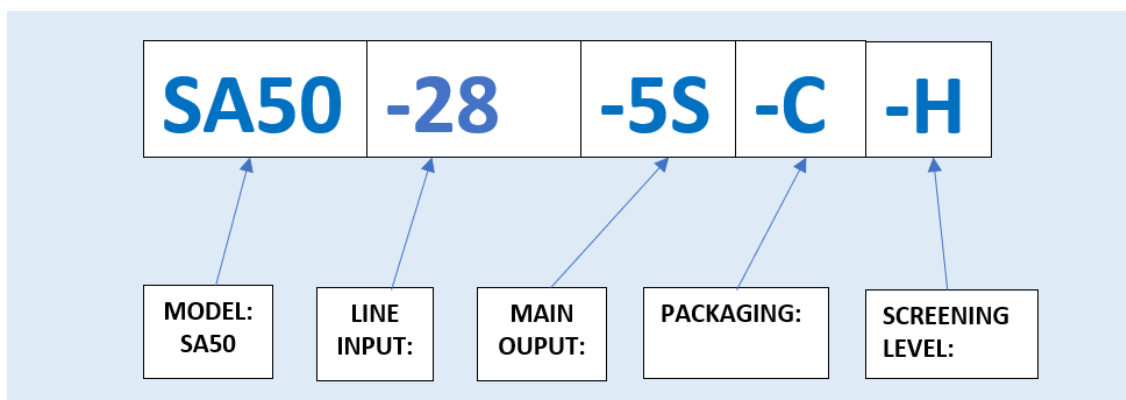 SA50 -28 -5S -C -H
MODEL:
SA50
LINE
INPUT:
MAIN
OUPUT:
PACKAGING:
SCREENING
LEVEL: